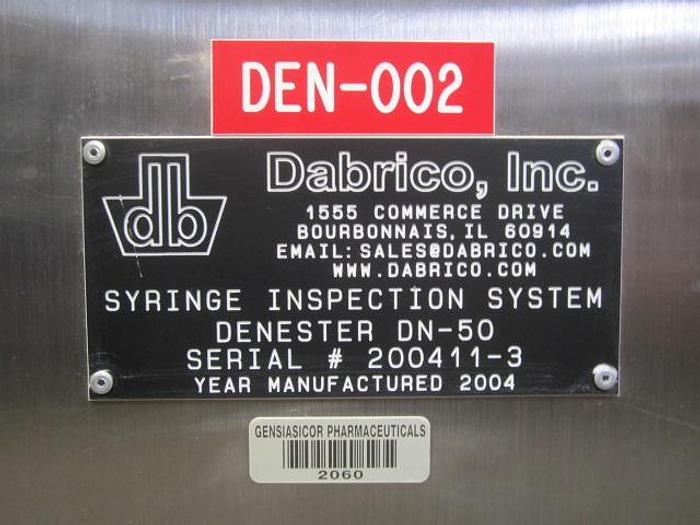 DEN-002
db
Dabrico, Inc.
1555 COMMERCE DRIVE
BOURBONNAIS, IL 60914
EMAIL: SALES@DABRICO.COM
WWW.DABRICO.COM
SYRINGE INSPECTION SYSTEM
DENESTER DN-50
SERIAL # 200411-3
YEAR MANUFACTURED 2004
GENSIASICOR PHARMACEUTICALS
2060